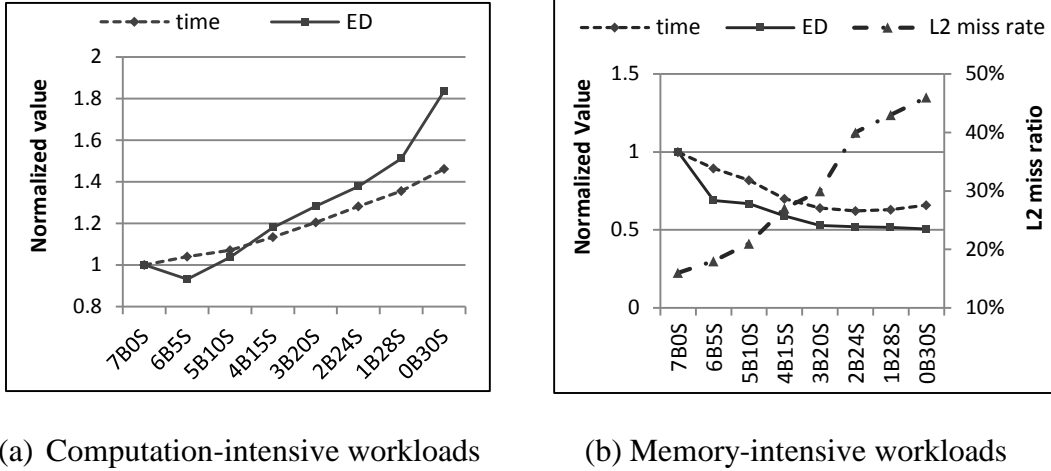 time ED
Normalized value
2
1.8
1.6
1.4
1.2
1
0.8
7B0S 6B5S 5B10S 4B15S 3B20S 2B24S 1B28S 0B30S
(a) Computation-intensive workloads
time ED L2 miss rate
Normalized Value
1.5
1
0.5
0
50%
40%
30%
20%
10%
L2 miss ratio
7B0S 6B5S 5B10S 4B15S 3B20S 2B24S 1B28S 0B30S
(b) Memory-intensive workloads